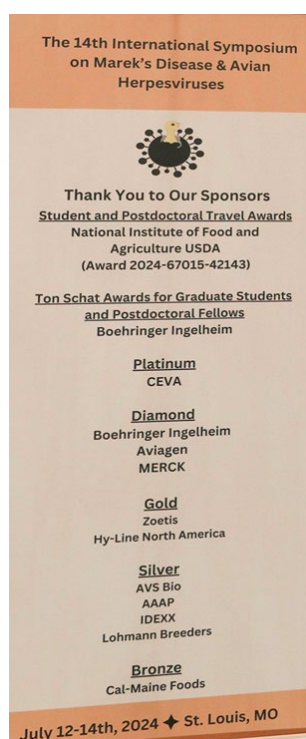 The 14th International Symposium
on Marek's Disease & Avian
Herpesviruses
Thank You to Our Sponsors
Student and Postdoctoral Travel Awards
National Institute of Food and
Agriculture USDA
(Award 2024-67015-42143)
Ton Schat Awards for Graduate Students
and Postdoctoral Fellows
Boehringer Ingelheim
Platinum
CEVA
Diamond
Boehringer Ingelheim
Aviagen
MERCK
Gold
Zoetis
Hy-Line North America
Silver
AVS Bio
AAAP
IDEXX
Lohmann Breeders
Bronze
Cal-Maine Foods
July 12-14th, 2024 ✦ St. Louis, MO